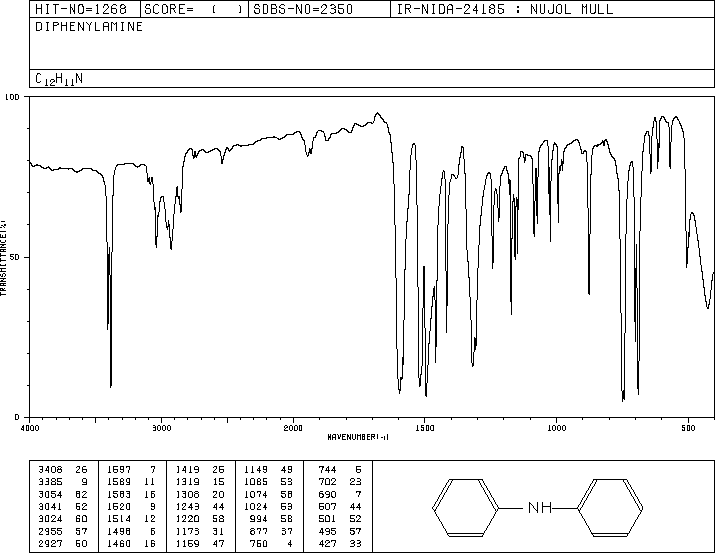 HIT-NO=1268 SCORE= ( ) SDBS-NO=2350 IR-NIDA-24185 : NUJOL MULL
DIPHENYLAMINE
C12H11N
100
TRANSMITTANCE(%)
50
0
4000 3000 2000 1500 1000 500
WAVENUMBER(-1)
3408 26 1597 7 1419 25 1149 49 744 5
3385 9 1589 11 1319 15 1085 53 702 23
3054 62 1583 16 1308 20 1074 58 690 7
3041 52 1520 9 1243 44 1024 53 507 44
3024 60 1514 12 1220 58 994 58 501 52
2955 57 1498 6 1173 31 877 37 495 57
2927 50 1460 16 1159 47 750 4 427 33
NH